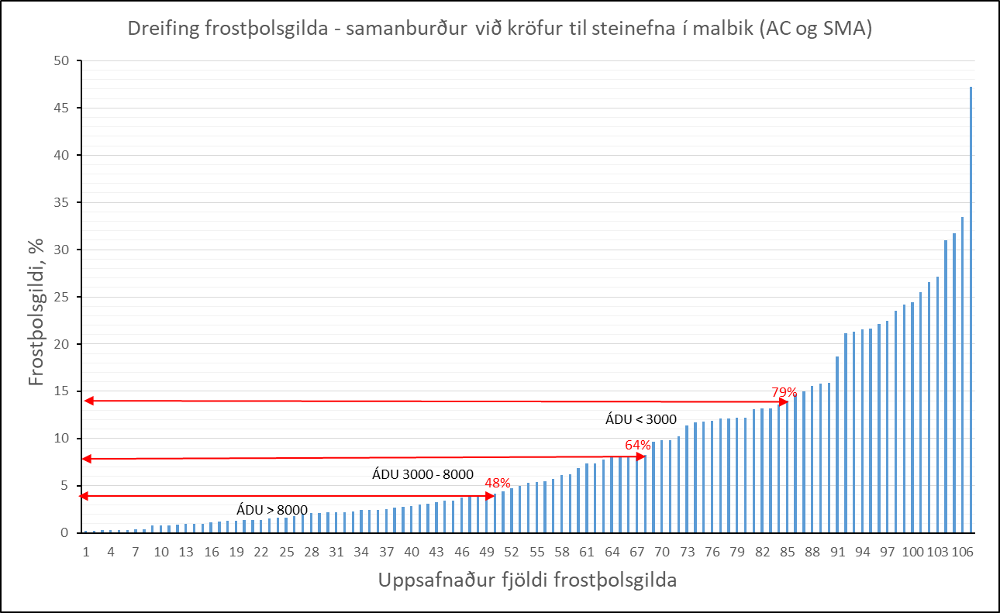 Dreifing frostþolsgilda - samanburður við kröfur til steinefna í malbik (AC og SMA)
50
45
40
35
30
25
20
15
10
5
0
Frostþolsgildi, %
79%
ÁDU < 3000
64%
ÁDU 3000 - 8000
48%
ÁDU > 8000
1 4 7 10 13 16 19 22 25 28 31 34 37 40 43 46 49 52 55 58 61 64 67 70 73 76 79 82 85 88 91 94 97 100 103 106
Uppsafnaður fjöldi frostþolsgilda